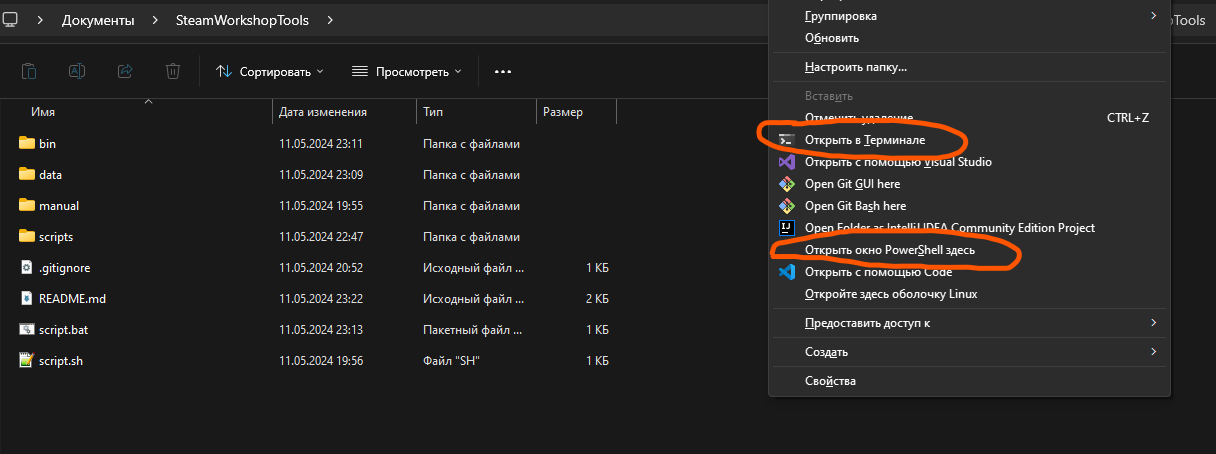 Документы > SteamWorkshopTools >
Сортировать Просмотреть
Имя Дата изменения Тип Размер
bin 11.05.2024 23:11 Папка с файлами
data 11.05.2024 23:09 Папка с файлами
manual 11.05.2024 19:55 Папка с файлами
scripts 11.05.2024 22:47 Папка с файлами
.gitignore 11.05.2024 20:52 Исходный файл ... 1 КБ
README.md 11.05.2024 23:22 Исходный файл ... 2 КБ
script.bat 11.05.2024 23:13 Пакетный файл ... 1 КБ
script.sh 11.05.2024 19:56 Файл "SH" 1 КБ
Группировка
Обновить
Настроить папку...
Вставить
Отменить удаление CTRL+Z
Открыть в Терминале
Открыть с помощью Visual Studio
Open Git GUI here
Open Git Bash here
Open Folder as IntelliJ IDEA Community Edition Project
Открыть окно PowerShell здесь
Открыть с помощью Code
Откройте здесь оболочку Linux
Предоставить доступ к
Создать
Свойства